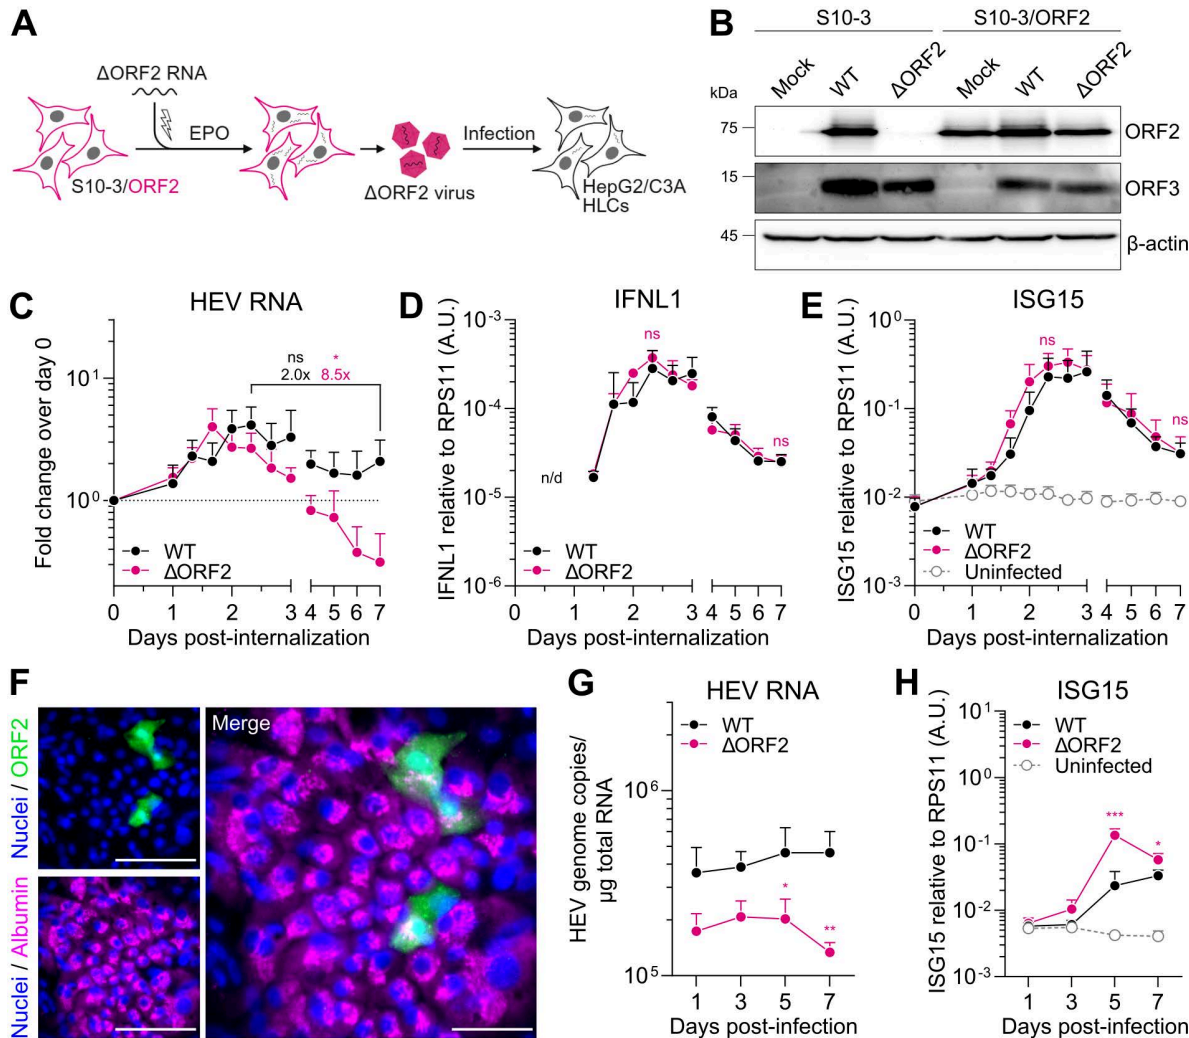 A
ΔORF2 RNA
EPO
Infection
S10-3/ORF2
ΔORF2 virus
HepG2/C3A
HLCs
B
S10-3
S10-3/ORF2
Mock
WT
ΔORF2
Mock
WT
ΔORF2
kDa
75
ORF2
15
ORF3
45
β-actin
C
HEV RNA
Fold change over day 0
10¹
10⁰
ns
*
2.0x
8.5x
WT
ΔORF2
0
1
2
3
4
5
6
7
Days post-internalization
D
IFNL1
IFNL1 relative to RPS11 (A.U.)
10⁻³
10⁻⁴
10⁻⁵
10⁻⁶
ns
n/d
ns
WT
ΔORF2
0
1
2
3
4
5
6
7
Days post-internalization
E
ISG15
ISG15 relative to RPS11 (A.U.)
10⁰
10⁻¹
10⁻²
10⁻³
ns
ns
WT
ΔORF2
Uninfected
0
1
2
3
4
5
6
7
Days post-internalization
F
Nuclei / ORF2
Nuclei / Albumin
Merge
G
HEV RNA
WT
ΔORF2
HEV genome copies/
µg total RNA
10⁶
10⁵
*
**
1
3
5
7
Days post-infection
H
ISG15
ISG15 relative to RPS11 (A.U.)
10¹
10⁰
10⁻¹
10⁻²
10⁻³
WT
ΔORF2
Uninfected
***
*
1
3
5
7
Days post-infection